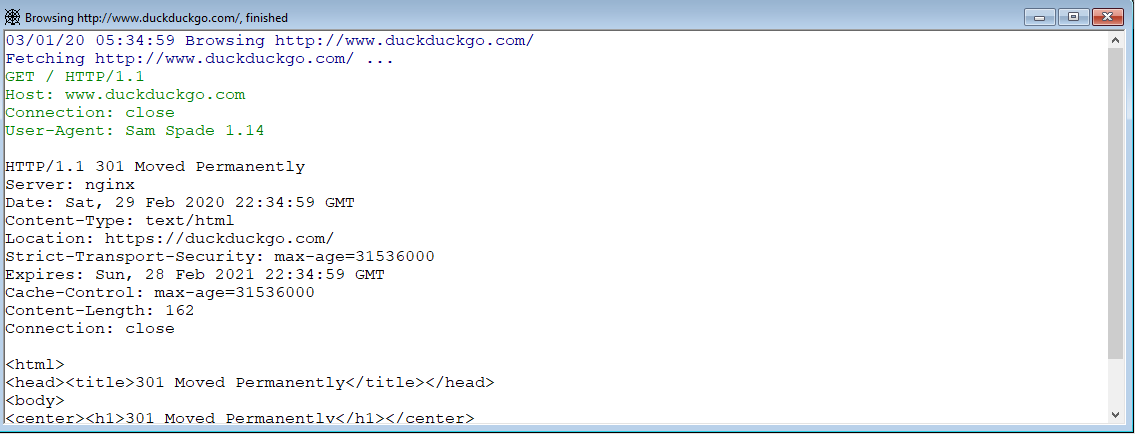 Browsing http://www.duckduckgo.com/, finished
03/01/20 05:34:59 Browsing http://www.duckduckgo.com/
Fetching http://www.duckduckgo.com/ ...
GET / HTTP/1.1
Host: www.duckduckgo.com
Connection: close
User-Agent: Sam Spade 1.14
HTTP/1.1 301 Moved Permanently
Server: nginx
Date: Sat, 29 Feb 2020 22:34:59 GMT
Content-Type: text/html
Location: https://duckduckgo.com/
Strict-Transport-Security: max-age=31536000
Expires: Sun, 28 Feb 2021 22:34:59 GMT
Cache-Control: max-age=31536000
Content-Length: 162
Connection: close
<html>
<head><title>301 Moved Permanently</title></head>
<body>
<center><h1>301 Moved Permanently</h1></center>